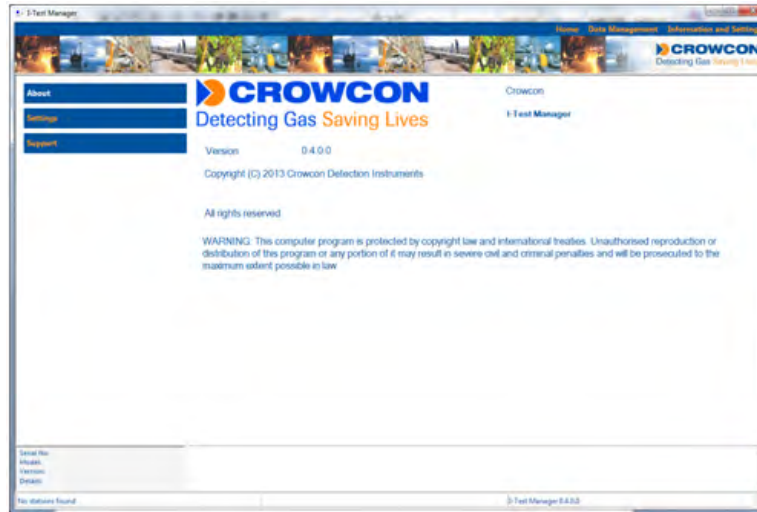 I-Test Manager
Home Data Management Information and Setting
CROWCON
Detecting Gas Saving Lives
About
Settings
Support
CROWCON
Detecting Gas Saving Lives
Crowcon
I-Test Manager
Version 0.4.0.0
Copyright (C) 2013 Crowcon Detection Instruments
All rights reserved
WARNING: This computer program is protected by copyright law and international treaties. Unauthorised reproduction or
distribution of this program or any portion of it may result in severe civil and criminal penalties and will be prosecuted to the
maximum extent possible in law
Serial No:
Model:
Version:
Details:
No stations found
I-Test Manager 0.4.0.0